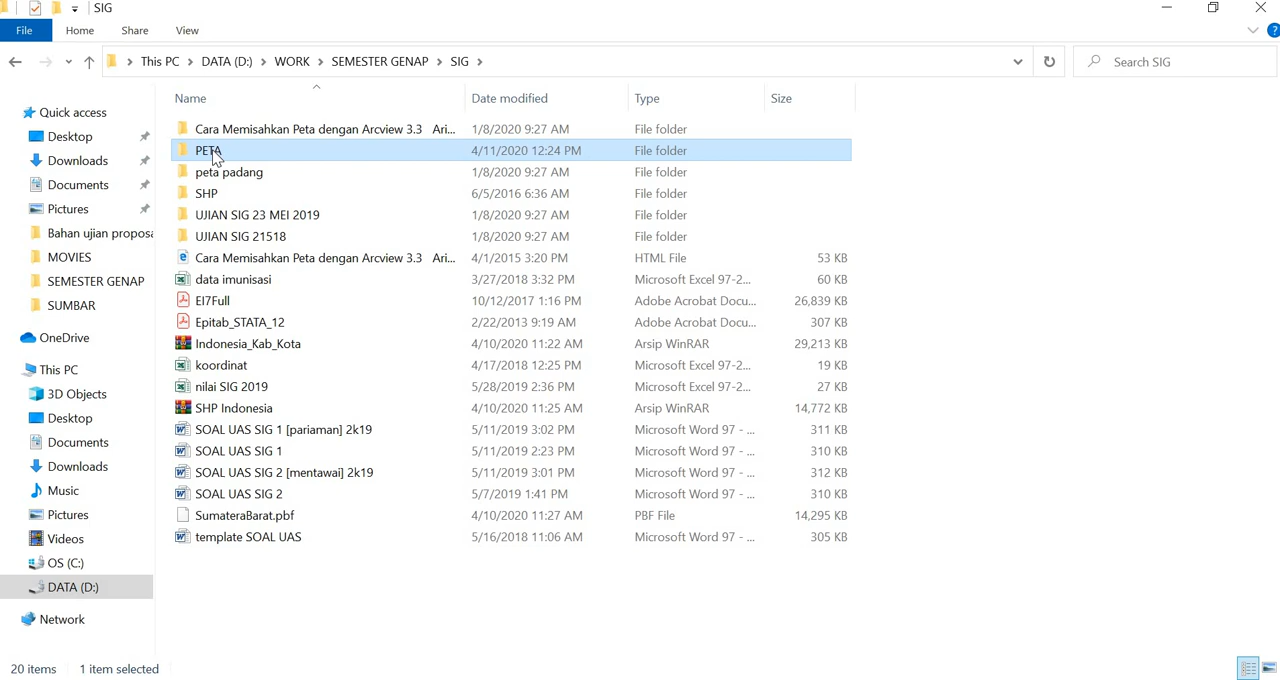 SIG
File Home Share View
This PC DATA (D:) WORK SEMESTER GENAP SIG Search SIG
Name Date modified Type Size
Quick access
Desktop
Downloads
Documents
Pictures
Bahan ujian propos
MOVIES
SEMESTER GENAP
SUMBAR
OneDrive
This PC
3D Objects
Desktop
Documents
Downloads
Music
Pictures
Videos
OS (C:)
DATA (D:)
Network
Cara Memisahkan Peta dengan Arcview 3.3 Ari... 1/8/2020 9:27 AM File folder
PETA 4/11/2020 12:24 PM File folder
peta padang 1/8/2020 9:27 AM File folder
SHP 6/5/2016 6:36 AM File folder
UJIAN SIG 23 MEI 2019 1/8/2020 9:27 AM File folder
UJIAN SIG 21518 1/8/2020 9:27 AM File folder
Cara Memisahkan Peta dengan Arcview 3.3 Ari... 4/1/2015 3:20 PM HTML File 53 KB
data imunisasi 3/27/2018 3:32 PM Microsoft Excel 97-2... 60 KB
EI7Full 10/12/2017 1:16 PM Adobe Acrobat Docu... 26,839 KB
Epitab_STATA_12 2/22/2013 9:19 AM Adobe Acrobat Docu... 307 KB
Indonesia_Kab_Kota 4/10/2020 11:22 AM Arsip WinRAR 29,213 KB
koordinat 4/17/2018 12:25 PM Microsoft Excel 97-2... 19 KB
nilai SIG 2019 5/28/2019 2:36 PM Microsoft Excel 97-2... 27 KB
SHP Indonesia 4/10/2020 11:25 AM Arsip WinRAR 14,772 KB
SOAL UAS SIG 1 [pariaman] 2k19 5/11/2019 3:02 PM Microsoft Word 97 - ... 311 KB
SOAL UAS SIG 1 5/11/2019 2:23 PM Microsoft Word 97 - ... 310 KB
SOAL UAS SIG 2 [mentawai] 2k19 5/11/2019 3:01 PM Microsoft Word 97 - ... 312 KB
SOAL UAS SIG 2 5/7/2019 1:41 PM Microsoft Word 97 - ... 310 KB
SumateraBarat.pbf 4/10/2020 11:27 AM PBF File 14,295 KB
template SOAL UAS 5/16/2018 11:06 AM Microsoft Word 97 - ... 305 KB
20 items 1 item selected